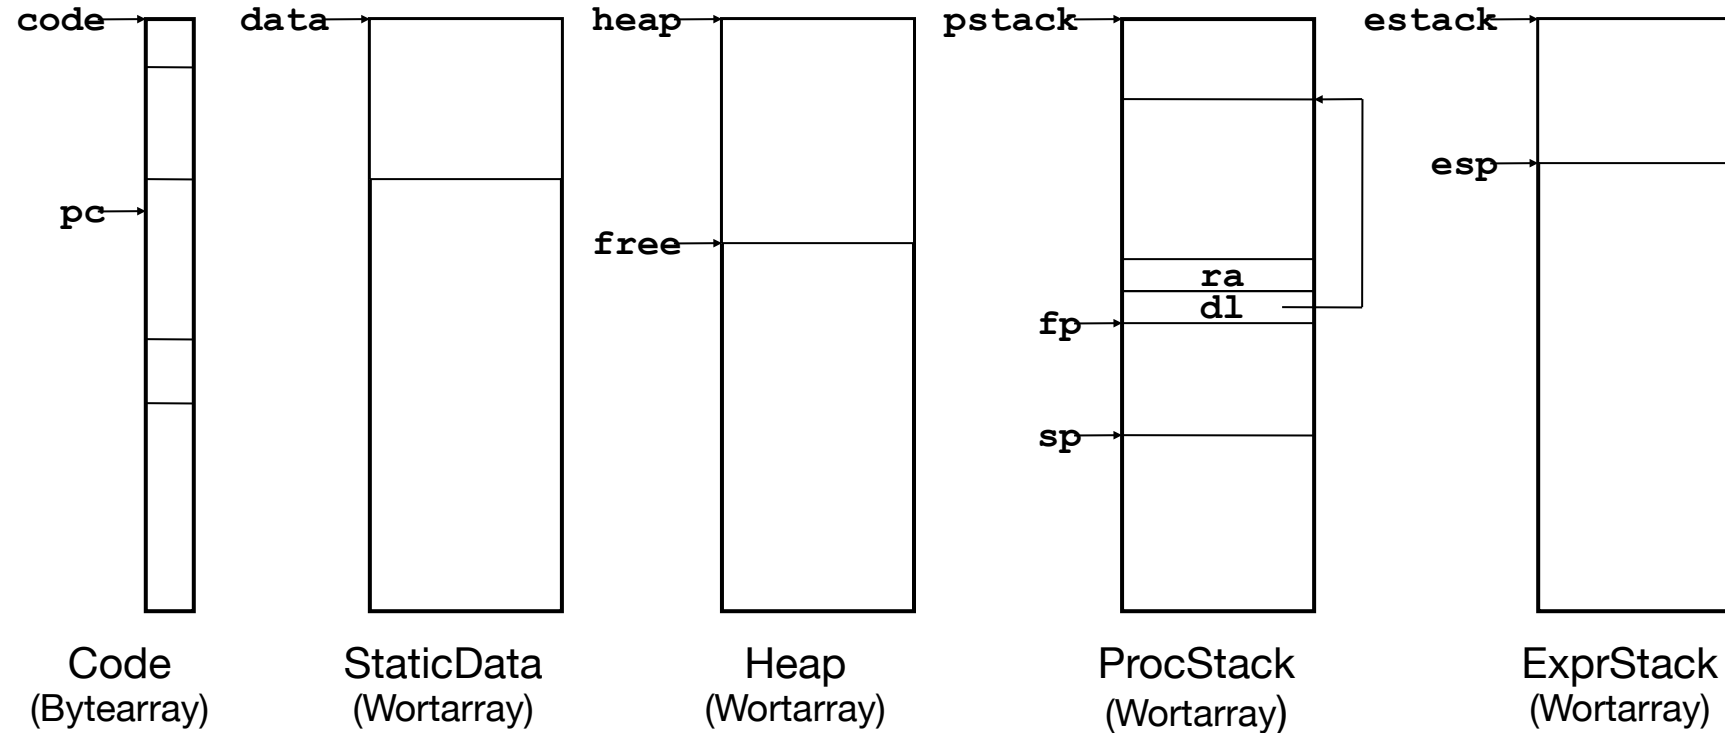 code
data
heap
pstack
estack
esp
pc
free
ra
dl
fp
sp
Code
(Bytearray)
StaticData
(Wortarray)
Heap
(Wortarray)
ProcStack
(Wortarray)
ExprStack
(Wortarray)